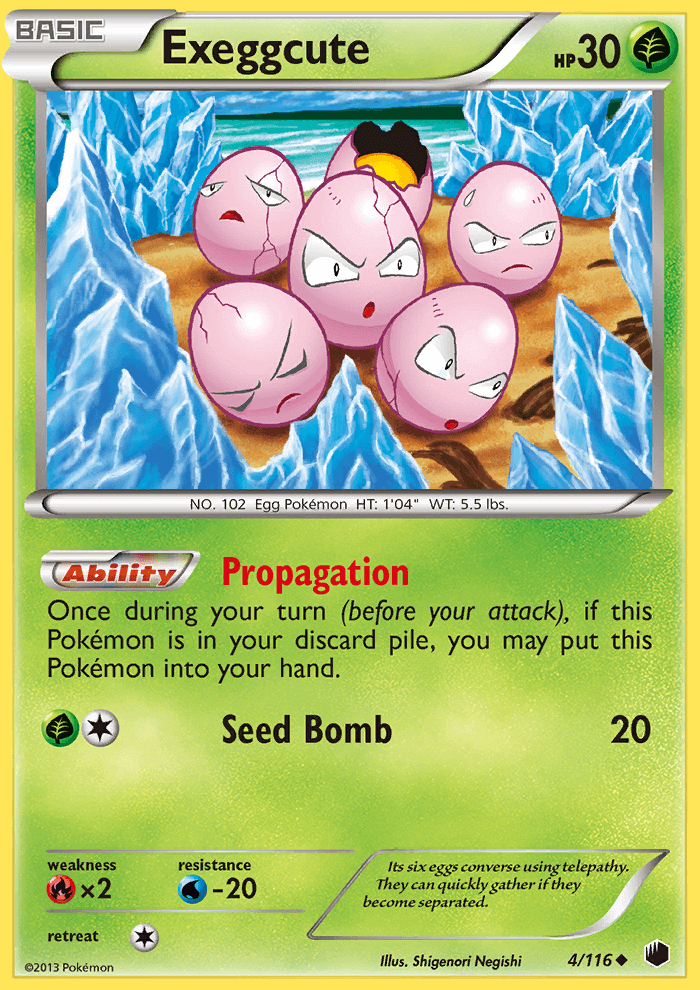 BASIC
Exeggcute
HP30
NO. 102 Egg Pokémon HT: 1'04" WT: 5.5 lbs.
Ability Propagation
Once during your turn (before your attack), if this
Pokémon is in your discard pile, you may put this
Pokémon into your hand.
Seed Bomb 20
weakness
×2
resistance
-20
retreat
Its six eggs converse using telepathy.
They can quickly gather if they
become separated.
©2013 Pokémon
Illus. Shigenori Negishi
4/116